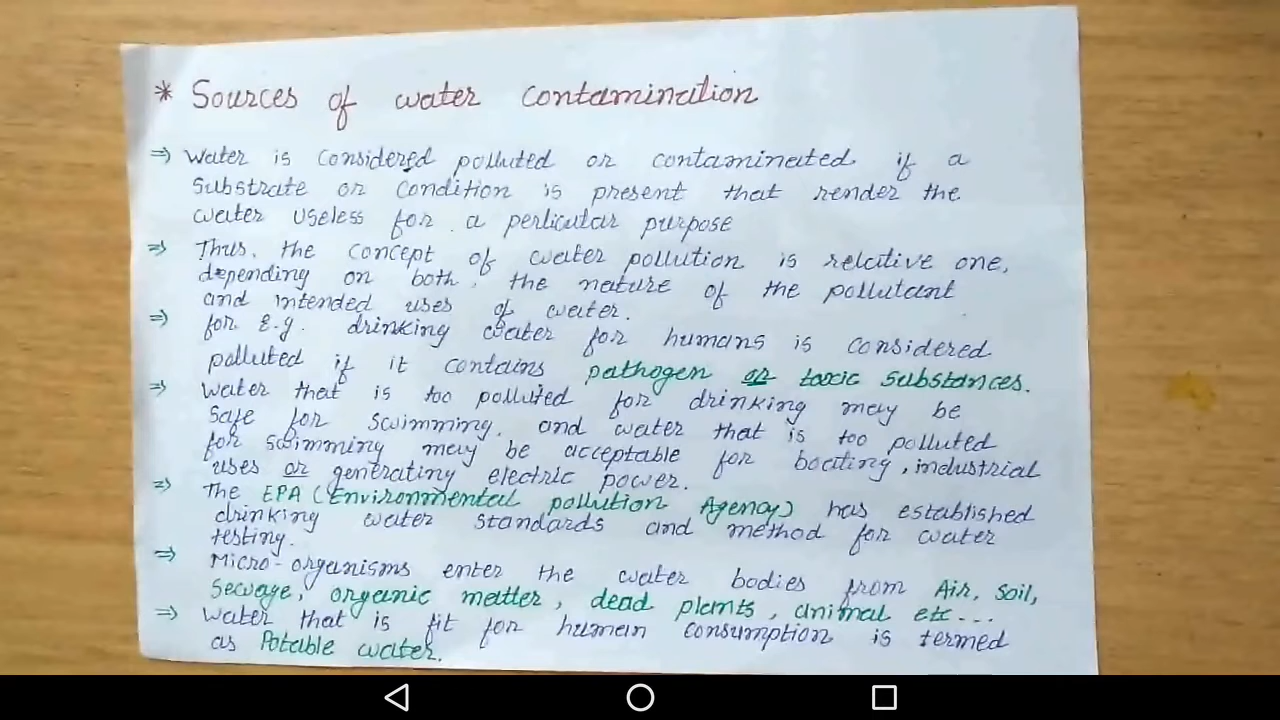 * Sources of water contamination
⇒ Water is considered polluted or contaminated if a
substrate or condition is present that render the
water useless for a perticular purpose
⇒ Thus, the concept of water pollution is relative one,
depending on both, the nature of the pollutant
and intended uses of water.
⇒ for E.g. drinking water for humans is considered
polluted if it contains pathogen or toxic substances.
⇒ Water that is too polluted for drinking may be
safe for swimming, and water that is too polluted
for swimming may be acceptable for boating, industrial
uses or generating electric power.
⇒ The EPA (Environmental pollution Agency) has established
drinking water standards and method for water
testing.
⇒ Micro-organisms enter the water bodies from Air, soil,
Sewage, organic matter, dead plants, animal etc...
⇒ Water that is fit for human consumption is termed
as Potable water.